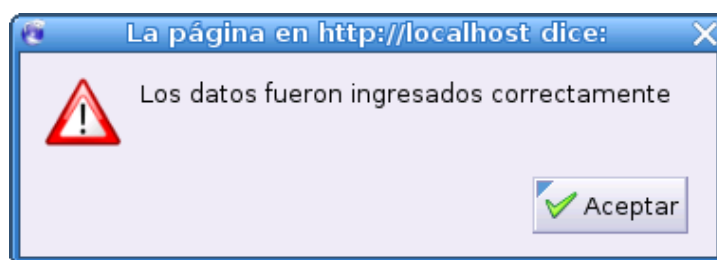 La página en http://localhost dice:
Los datos fueron ingresados correctamente
Aceptar